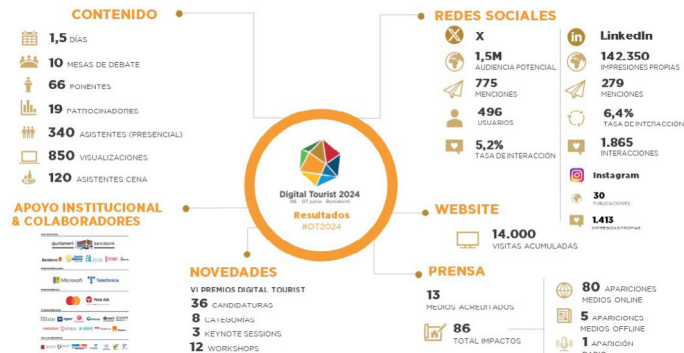 CONTENIDO
1,5 DÍAS
10 MESAS DE DEBATE
66 PONENTES
19 PATROCINADORES
340 ASISTENTES (PRESENCIAL)
850 VISUALIZACIONES
120 ASISTENTES CENA
REDES SOCIALES
X
1,5M
AUDIENCIA POTENCIAL
775
MENCIONES
496
USUARIOS
5,2%
TASA DE INTERACCIÓN
LinkedIn
142.350
IMPRESIONES PROPIAS
279
MENCIONES
6,4%
TASA DE INTERACCIÓN
1.865
INTERACCIONES
Instagram
30
PUBLICACIONES
1.413
IMPRESIONES PROPIAS
Digital Tourist 2024
06 - 07 junio · Benidorm
Resultados
#DT2024
APOYO INSTITUCIONAL
& COLABORADORES
ajuntament benidorm
Benidorm
Microsoft
Telefónica
Petal Ads
NOVEDADES
VI PREMIOS DIGITAL TOURIST
36 CANDIDATURAS
8 CATEGORÍAS
3 KEYNOTE SESSIONS
12 WORKSHOPS
WEBSITE
14.000
VISITAS ACUMULADAS
PRENSA
13
MEDIOS ACREDITADOS
86
TOTAL IMPACTOS
80 APARICIONES
MEDIOS ONLINE
5 APARICIONES
MEDIOS OFFLINE
1 APARICIÓN
RADIO